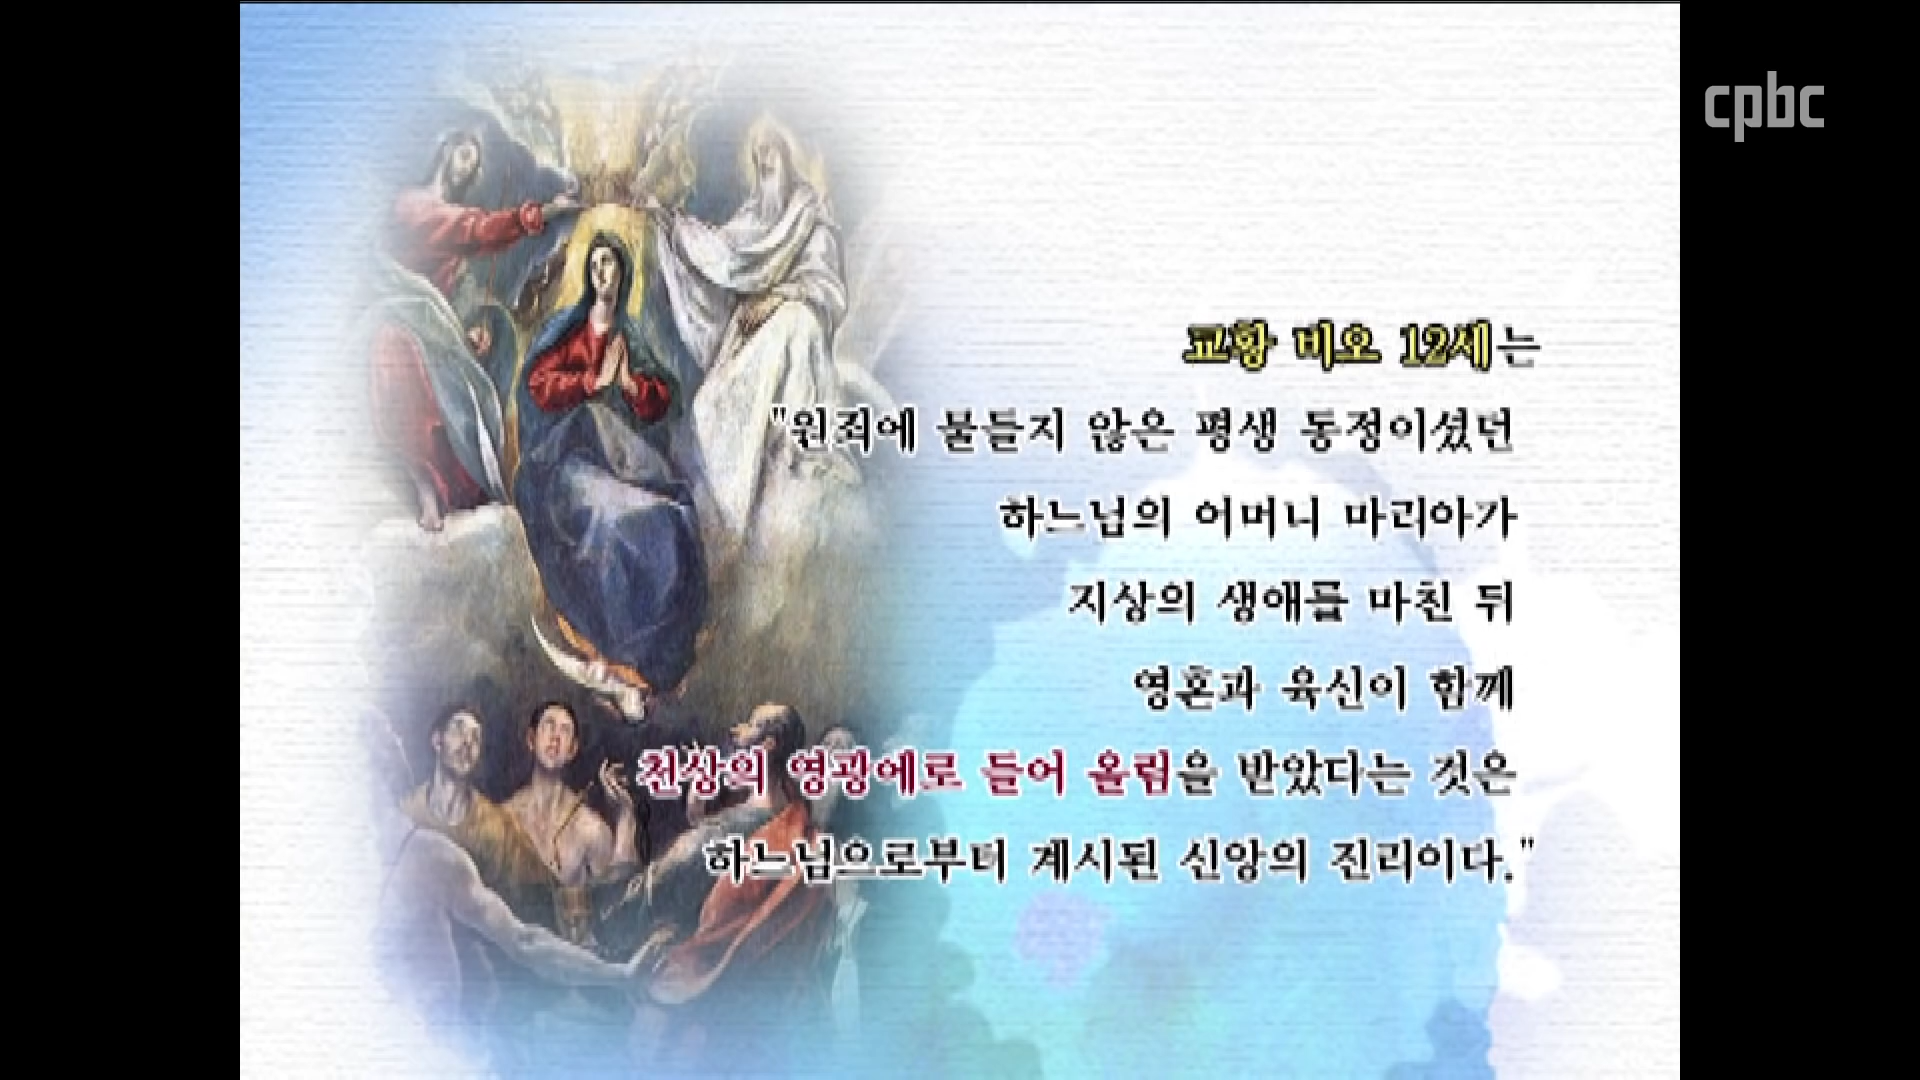 cpbc
교황 비오 12세는
"원죄에 물들지 않은 평생 동정이셨던
하느님의 어머니 마리아가
지상의 생애를 마친 뒤
영혼과 육신이 함께
천상의 영광에로 들어 올림을 받았다는 것은
하느님으로부터 계시된 신앙의 진리이다."